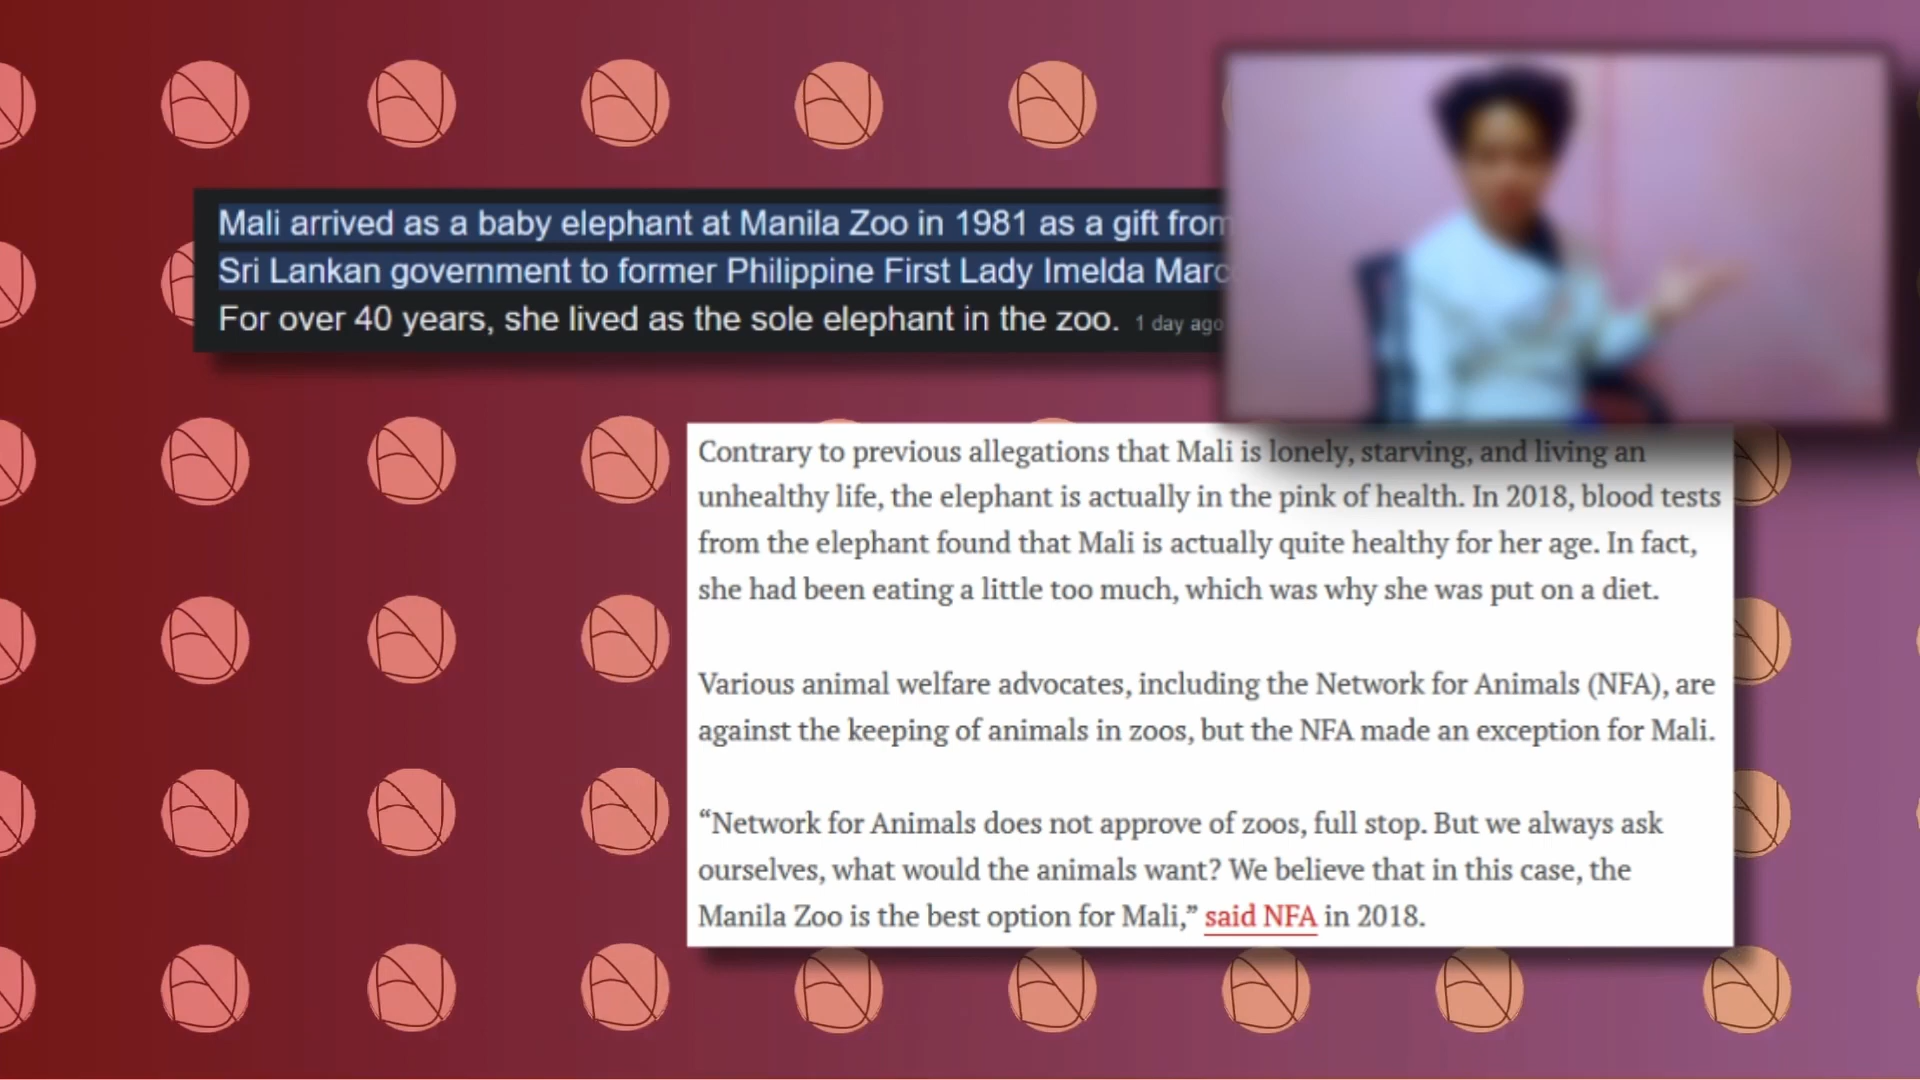 Mali arrived as a baby elephant at Manila Zoo in 1981 as a gift from
Sri Lankan government to former Philippine First Lady Imelda Marc
For over 40 years, she lived as the sole elephant in the zoo. 1 day ago
Contrary to previous allegations that Mali is lonely, starving, and living an
unhealthy life, the elephant is actually in the pink of health. In 2018, blood tests
from the elephant found that Mali is actually quite healthy for her age. In fact,
she had been eating a little too much, which was why she was put on a diet.
Various animal welfare advocates, including the Network for Animals (NFA), are
against the keeping of animals in zoos, but the NFA made an exception for Mali.
“Network for Animals does not approve of zoos, full stop. But we always ask
ourselves, what would the animals want? We believe that in this case, the
Manila Zoo is the best option for Mali,” said NFA in 2018.